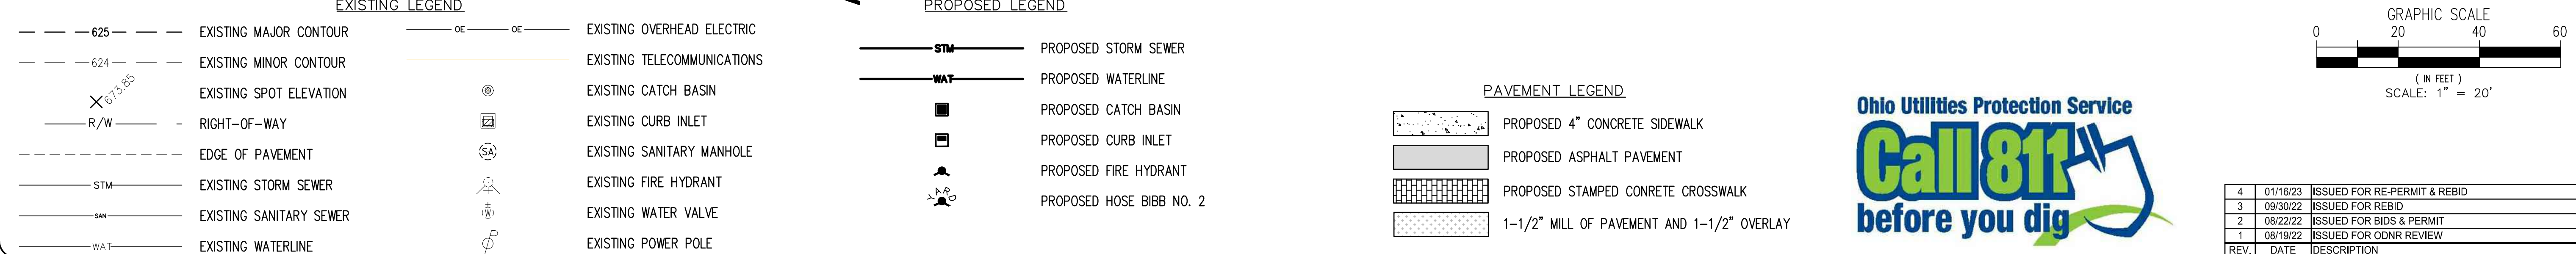 EXISTING LEGEND
625
EXISTING MAJOR CONTOUR
624
EXISTING MINOR CONTOUR
673.85
EXISTING SPOT ELEVATION
R/W
RIGHT-OF-WAY
EDGE OF PAVEMENT
STM
EXISTING STORM SEWER
SAN
EXISTING SANITARY SEWER
WAT
EXISTING WATERLINE
OE OE
EXISTING OVERHEAD ELECTRIC
EXISTING TELECOMMUNICATIONS
EXISTING CATCH BASIN
EXISTING CURB INLET
SA
EXISTING SANITARY MANHOLE
EXISTING FIRE HYDRANT
W
EXISTING WATER VALVE
EXISTING POWER POLE
PROPOSED LEGEND
STM
PROPOSED STORM SEWER
WAT
PROPOSED WATERLINE
PROPOSED CATCH BASIN
PROPOSED CURB INLET
PROPOSED FIRE HYDRANT
PROPOSED HOSE BIBB NO. 2
PAVEMENT LEGEND
PROPOSED 4" CONCRETE SIDEWALK
PROPOSED ASPHALT PAVEMENT
PROPOSED STAMPED CONRETE CROSSWALK
1-1/2" MILL OF PAVEMENT AND 1-1/2" OVERLAY
Ohio Utilities Protection Service
Call 811
before you dig
GRAPHIC SCALE
0 20 40 60
( IN FEET )
SCALE: 1" = 20'
4 01/16/23 ISSUED FOR RE-PERMIT & REBID
3 09/30/22 ISSUED FOR REBID
2 08/22/22 ISSUED FOR BIDS & PERMIT
1 08/19/22 ISSUED FOR ODNR REVIEW
REV. DATE DESCRIPTION